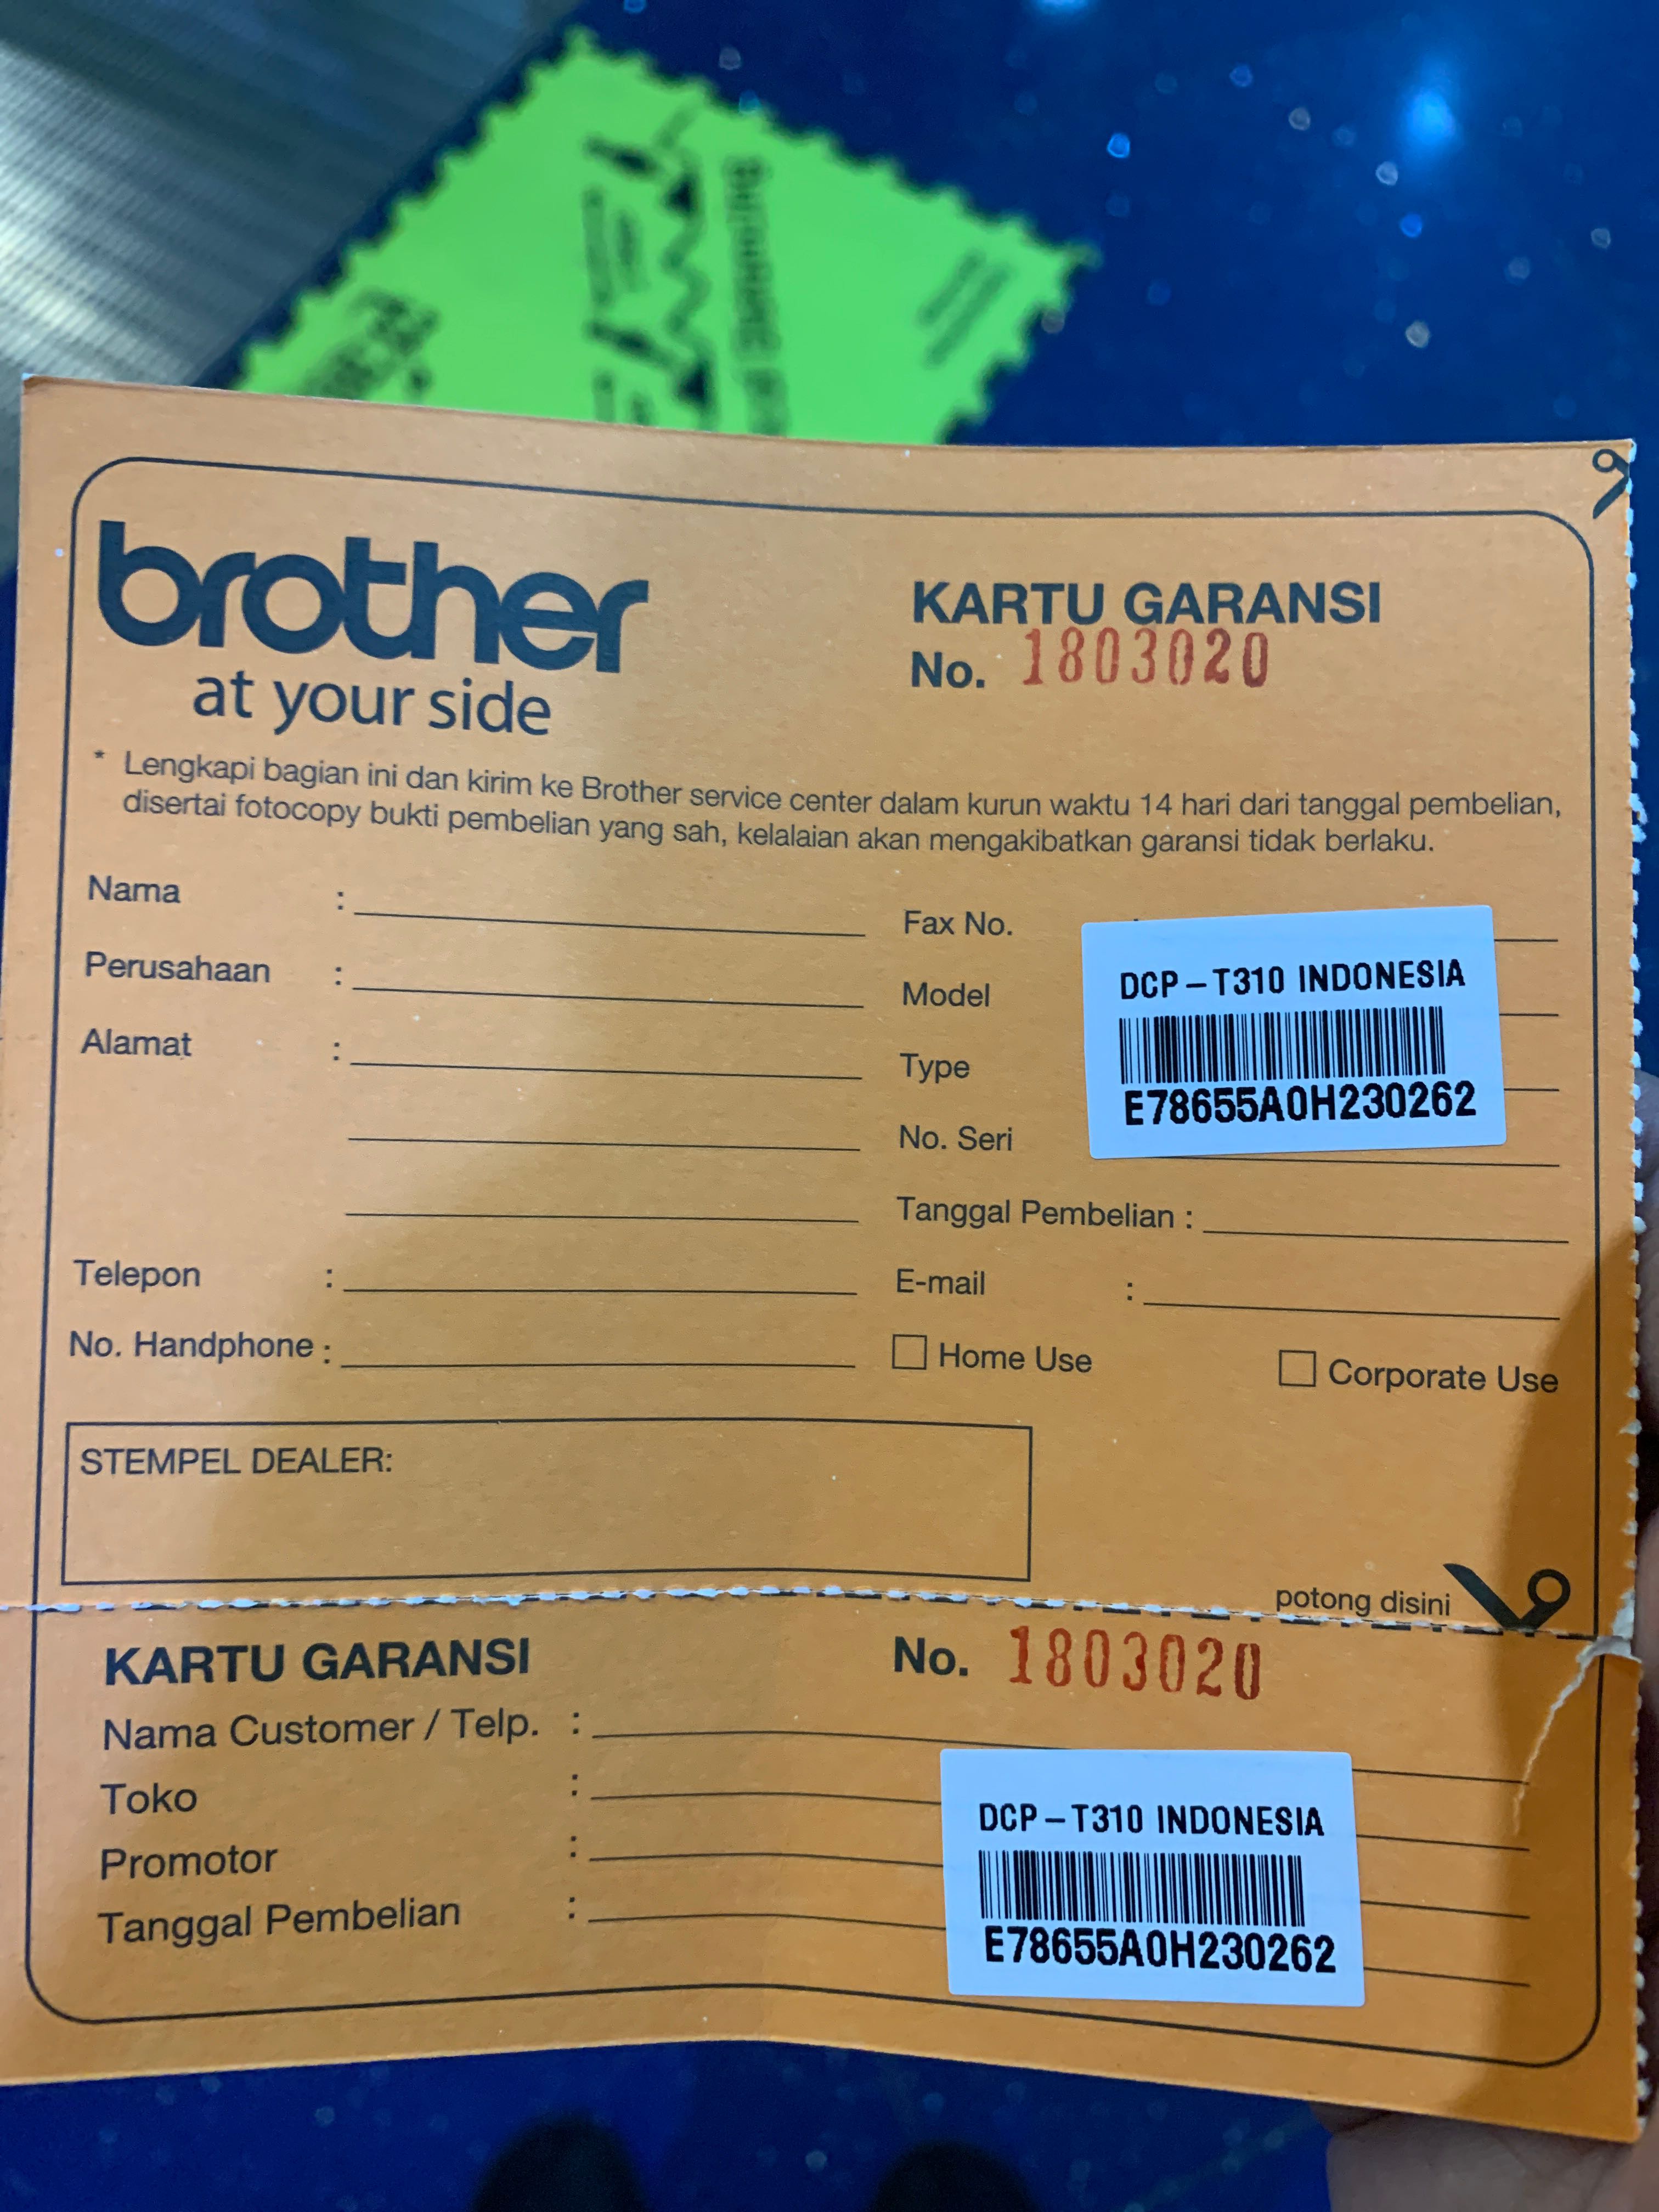 brother
at your side
KARTU GARANSI
No. 1803020
* Lengkapi bagian ini dan kirim ke Brother service center dalam kurun waktu 14 hari dari tanggal pembelian,
disertai fotocopy bukti pembelian yang sah, kelalaian akan mengakibatkan garansi tidak berlaku.
Nama :
Perusahaan :
Alamat :
Telepon :
No. Handphone :
Fax No.
Model
Type
No. Seri
DCP-T310 INDONESIA
E78655A0H230262
Tanggal Pembelian :
E-mail :
Home Use
Corporate Use
STEMPEL DEALER:
potong disini
KARTU GARANSI
No. 1803020
Nama Customer / Telp. :
Toko :
Promotor :
Tanggal Pembelian :
DCP-T310 INDONESIA
E78655A0H230262